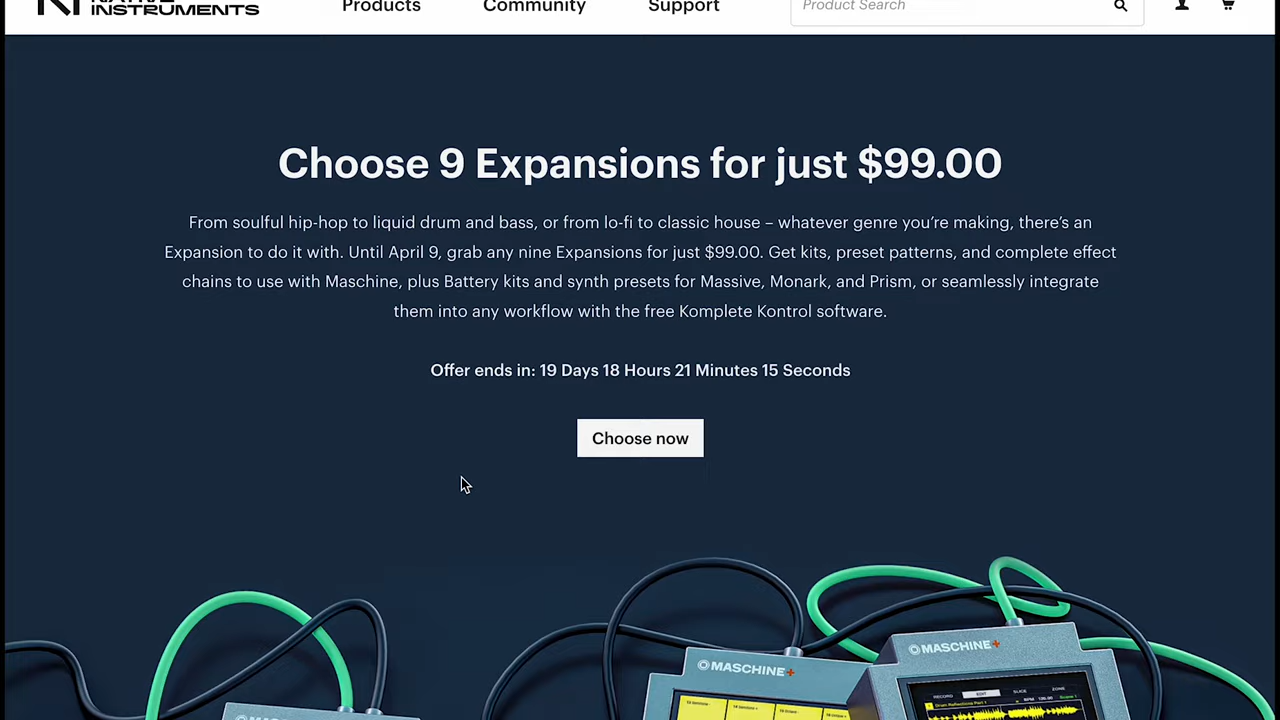 INSTRUMENTS
Products
Community
Support
Product Search
Choose 9 Expansions for just $99.00
From soulful hip-hop to liquid drum and bass, or from lo-fi to classic house – whatever genre you’re making, there’s an
Expansion to do it with. Until April 9, grab any nine Expansions for just $99.00. Get kits, preset patterns, and complete effect
chains to use with Maschine, plus Battery kits and synth presets for Massive, Monark, and Prism, or seamlessly integrate
them into any workflow with the free Komplete Kontrol software.
Offer ends in: 19 Days 18 Hours 21 Minutes 15 Seconds
Choose now
MASCHINE+
MASCHINE+
RECORD EDIT SLICE ZONE